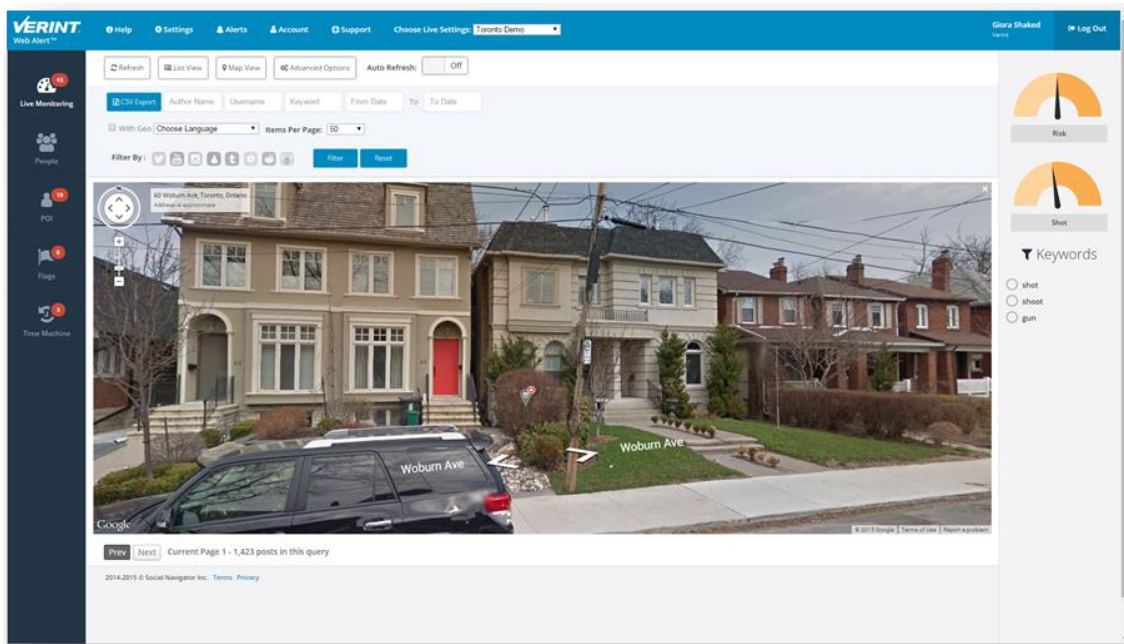 VERINT.
Web Alert™
Help Settings Alerts Account Support Choose Live Settings: Toronto Demo
Giora Shaked
Verint
Log Out
Refresh List View Map View Advanced Options Auto Refresh: Off
CSV Export Author Name Username Keyword From Date To To Date
With Geo Choose Language Items Per Page: 50
Filter By : Filter Reset
43
Live Monitoring
People
POI
Flags
3
Time Machine
N
60 Woburn Ave, Toronto, Ontario
Address is approximate
Woburn Ave
Woburn Ave
Google
© 2015 Google Terms of Use Report a problem
Prev Next Current Page 1 - 1,423 posts in this query
2014-2015 © Social Navigator Inc. Terms Privacy
Risk
Shot
Keywords
shot
shoot
gun